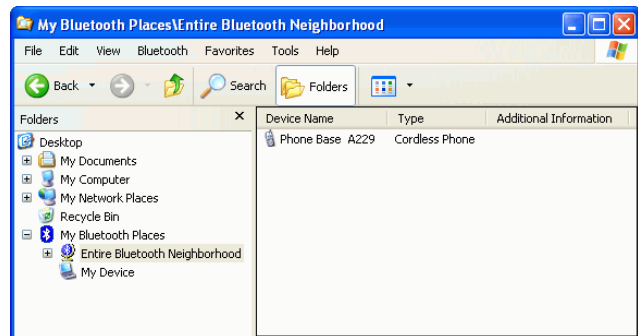 My Bluetooth Places\Entire Bluetooth Neighborhood
File Edit View Bluetooth Favorites Tools Help
Back Search Folders
Folders Device Name Type Additional Information
Desktop Phone Base A229 Cordless Phone
My Documents
My Computer
My Network Places
Recycle Bin
My Bluetooth Places
Entire Bluetooth Neighborhood
My Device